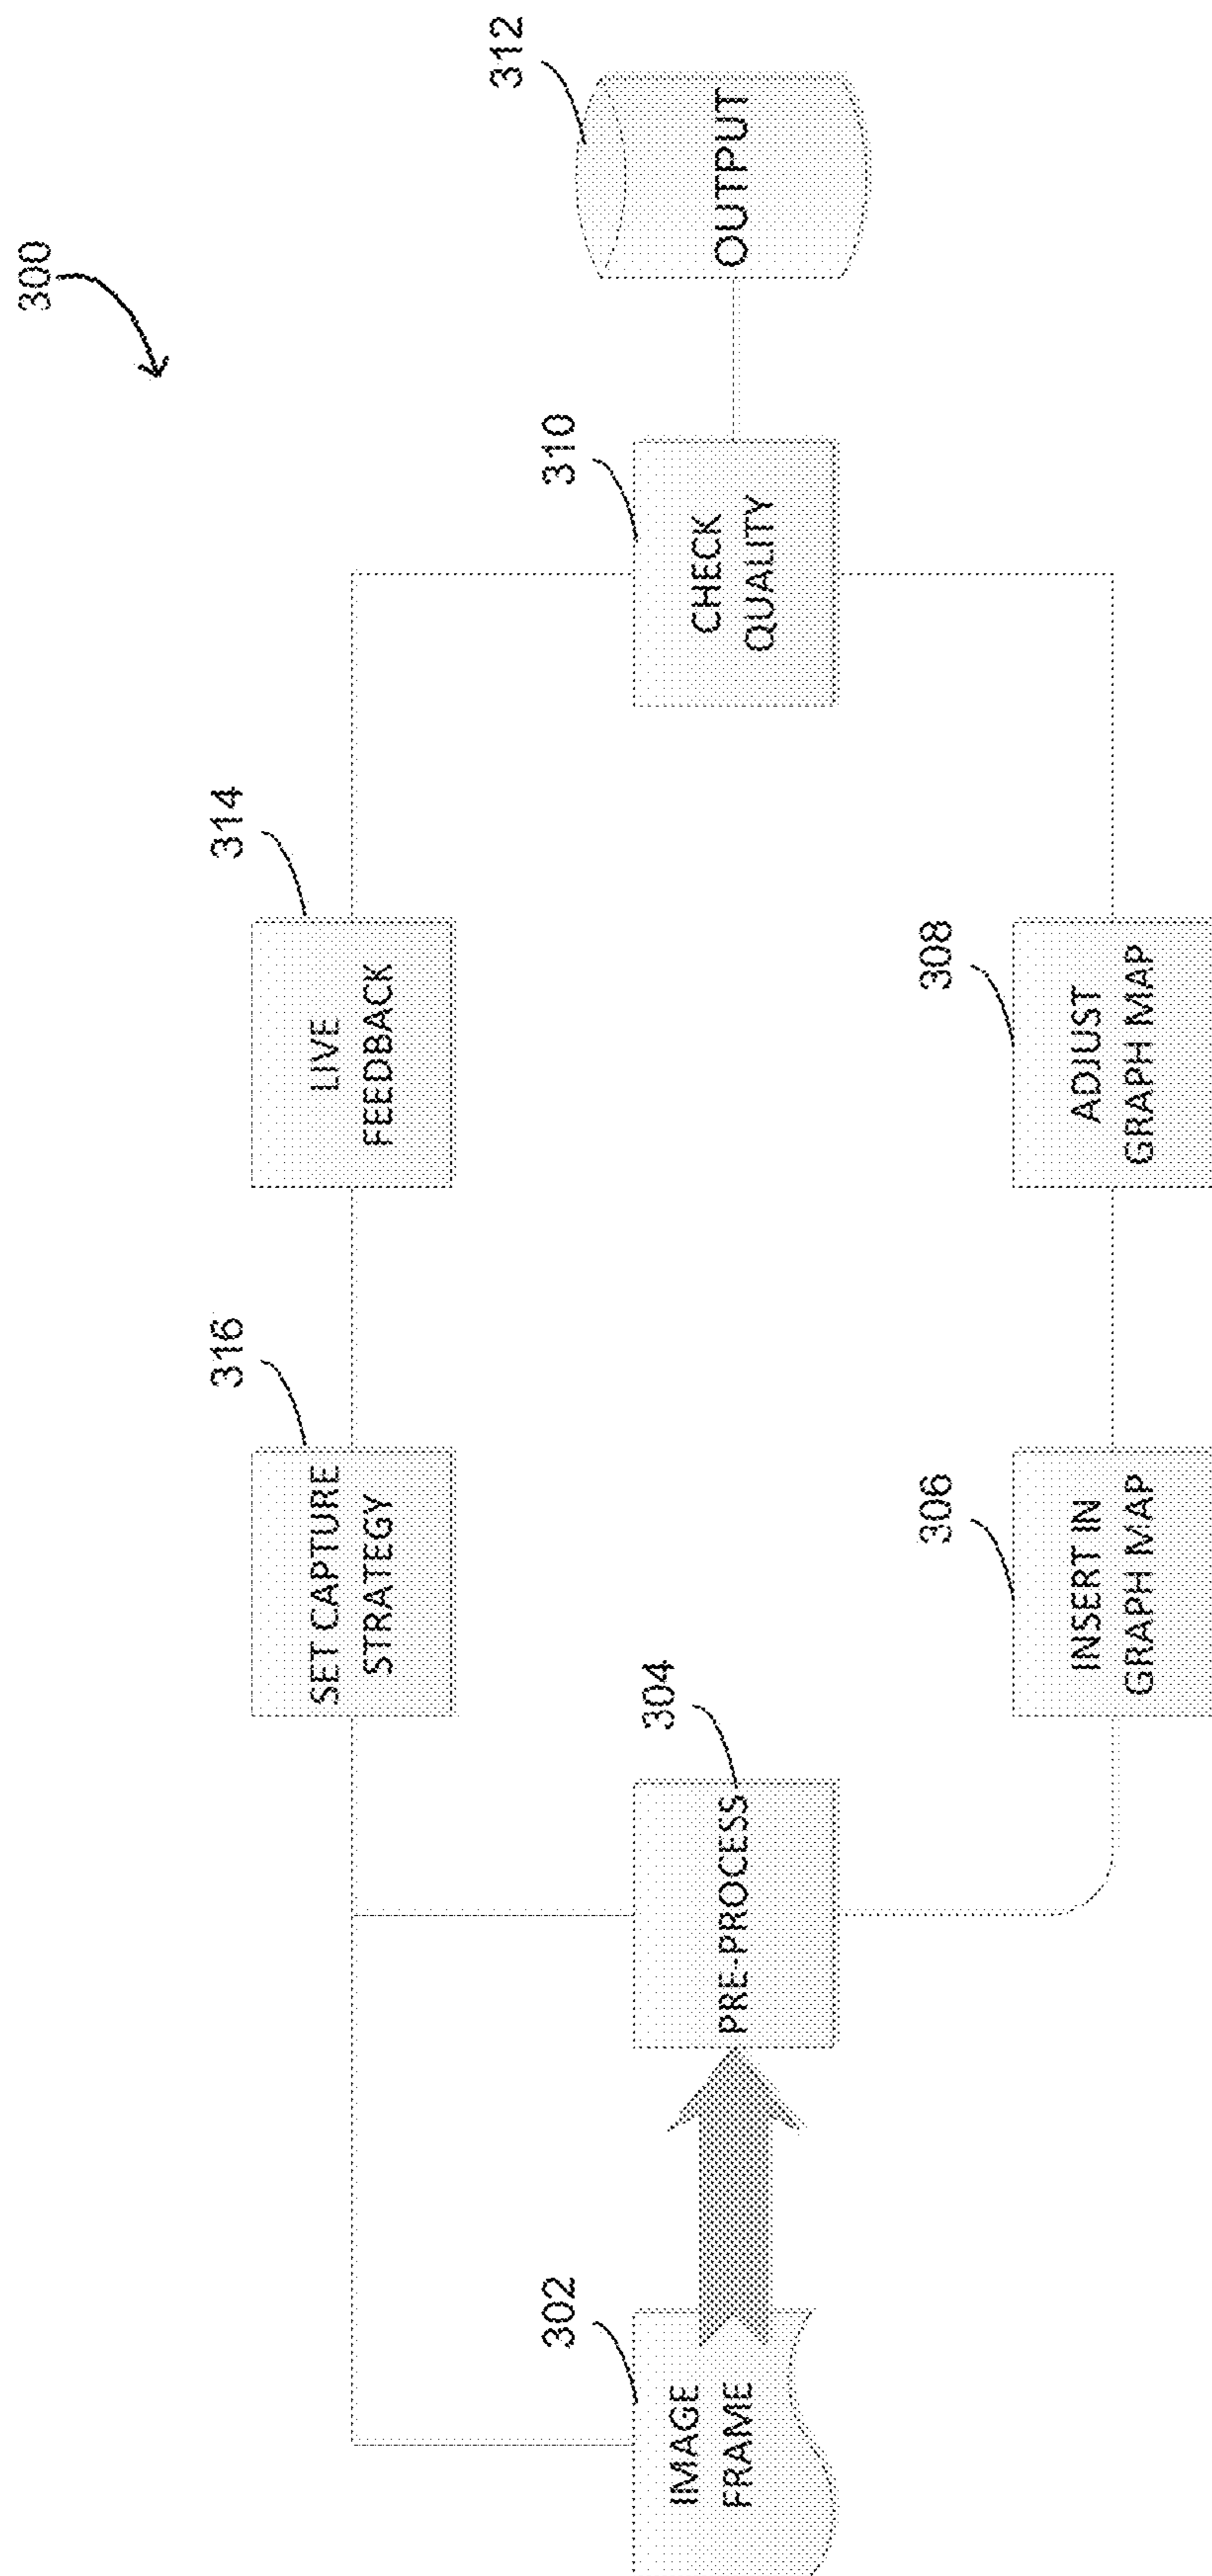 300
316
SET CAPTURE
STRATEGY
314
LIVE
FEEDBACK
302
IMAGE
FRAME
304
PRE-PROCESS
310
CHECK
QUALITY
312
OUTPUT
306
INSERT IN
GRAPH MAP
308
ADJUST
GRAPH MAP